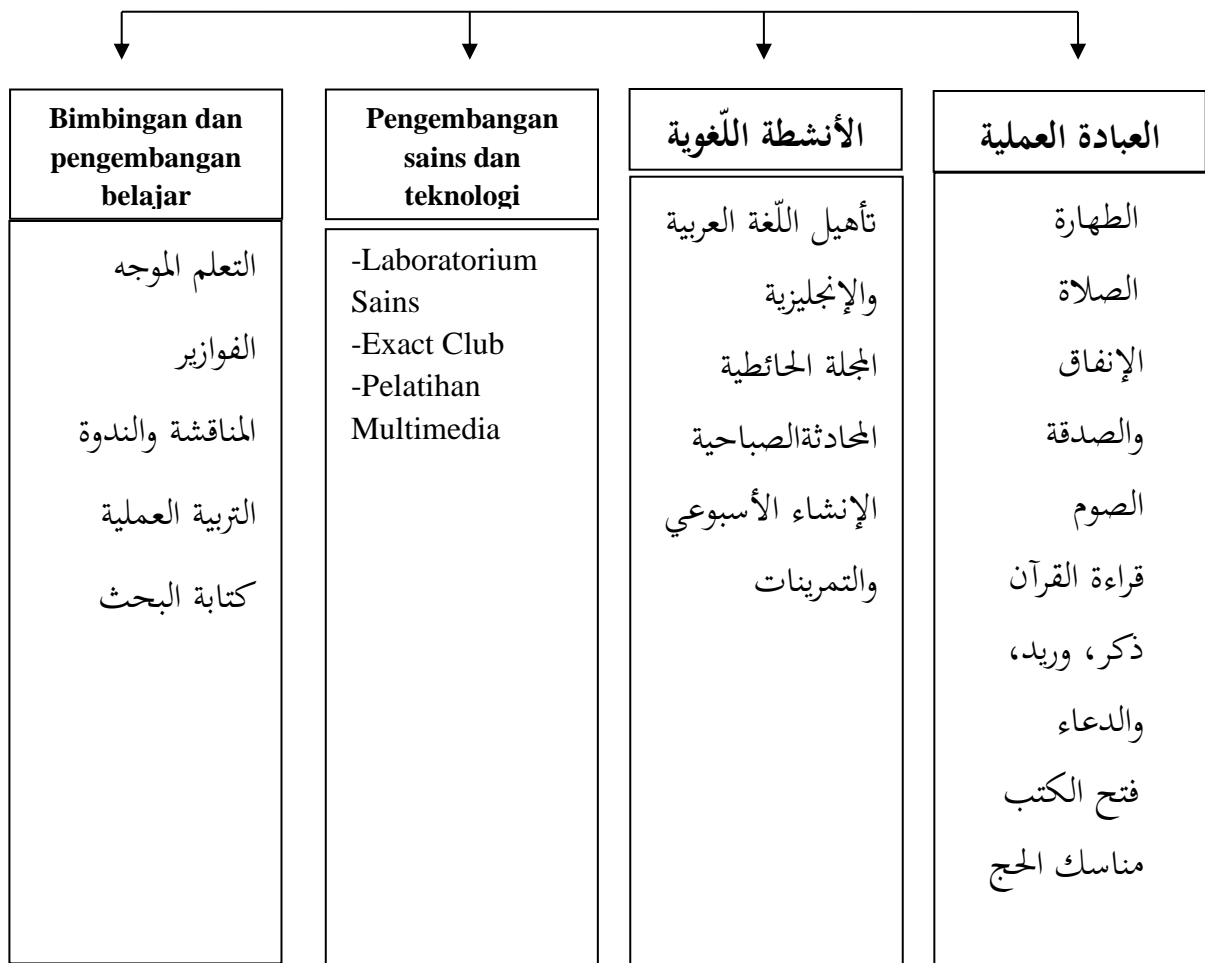 Bimbingan dan
pengembangan
belajar
التعلم الموجه
الفوازير
المناقشة والندوة
التربية العملية
كتابة البحث
Pengembangan
sains dan
teknologi
-Laboratorium
Sains
-Exact Club
-Pelatihan
Multimedia
الأنشطة اللّغوية
تأهيل اللّغة العربية
والإنجليزية
المجلة الحائطية
المحادثةالصباحية
الإنشاء الأسبوعي
والتمرينات
العبادة العملية
الطهارة
الصلاة
الإنفاق
والصدقة
الصوم
قراءة القرآن
ذكر، وريد،
والدعاء
فتح الكتب
مناسك الحج